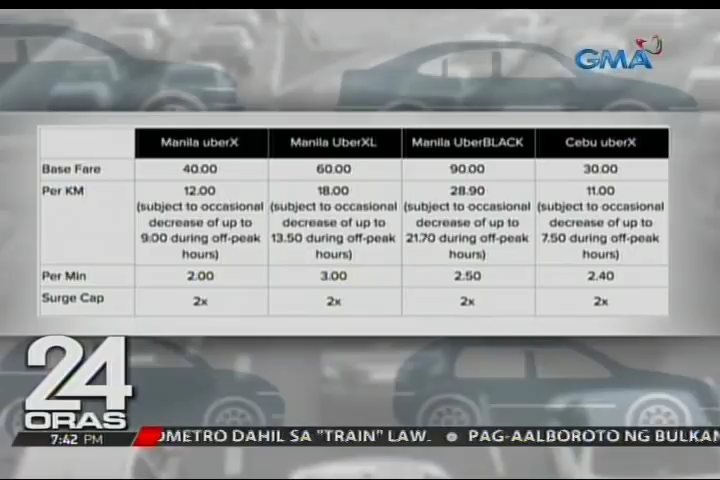 GMA
Manila uberX Manila UberXL Manila UberBLACK Cebu uberX
Base Fare 40.00 60.00 90.00 30.00
Per KM 12.00 18.00 28.90 11.00
(subject to occasional (subject to occasional (subject to occasional (subject to occasional
decrease of up to decrease of up to decrease of up to decrease of up to
9.00 during off-peak 13.50 during off-peak 21.70 during off-peak 7.50 during off-peak
hours) hours) hours) hours)
Per Min 2.00 3.00 2.50 2.40
Surge Cap 2x 2x 2x 2x
24
ORAS
7:42 PM OMETRO DAHIL SA "TRAIN" LAW. PAG-AALBOROTO NG BULKAN